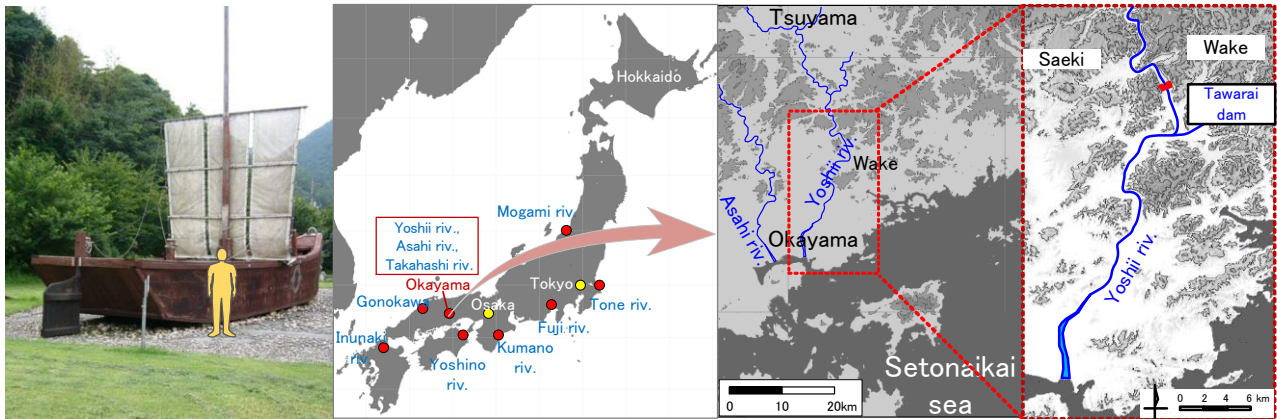 Hokkaido
Mogami riv.
Yoshii riv.,
Asahi riv.,
Takahashi riv.
Okayama
Gonokawa
Osaka
Tokyo
Tone riv.
Fuji riv.
Inunaki
riv.
Yoshino
riv.
Kumano
riv.
Tsuyama
Wake
Yoshii riv.
Asahi riv.
Okayama
Setonaikai
sea
0 10 20km
Saeki
Wake
Tawarai
dam
Yoshii riv.
0 2 4 6 km